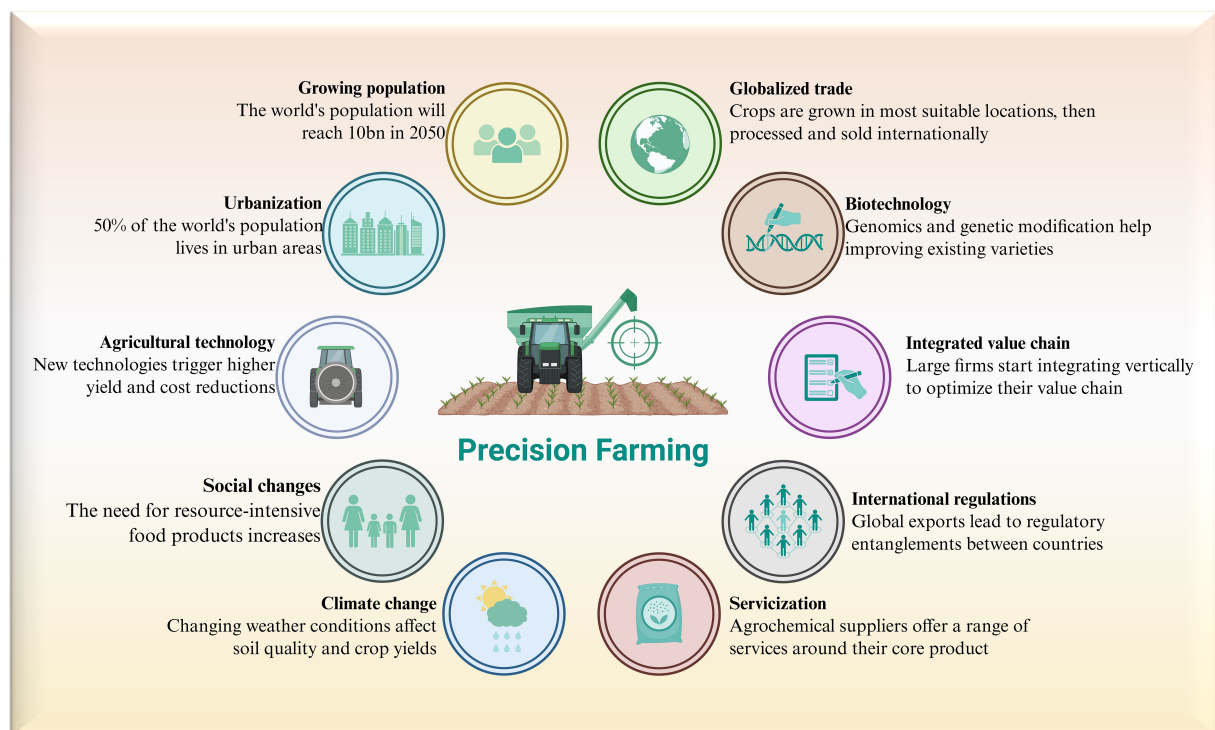 Growing population
The world's population will
reach 10bn in 2050
Globalized trade
Crops are grown in most suitable locations, then
processed and sold internationally
Urbanization
50% of the world's population
lives in urban areas
Biotechnology
Genomics and genetic modification help
improving existing varieties
Agricultural technology
New technologies trigger higher
yield and cost reductions
Integrated value chain
Large firms start integrating vertically
to optimize their value chain
Precision Farming
Social changes
The need for resource-intensive
food products increases
International regulations
Global exports lead to regulatory
entanglements between countries
Climate change
Changing weather conditions affect
soil quality and crop yields
Servicization
Agrochemical suppliers offer a range of
services around their core product